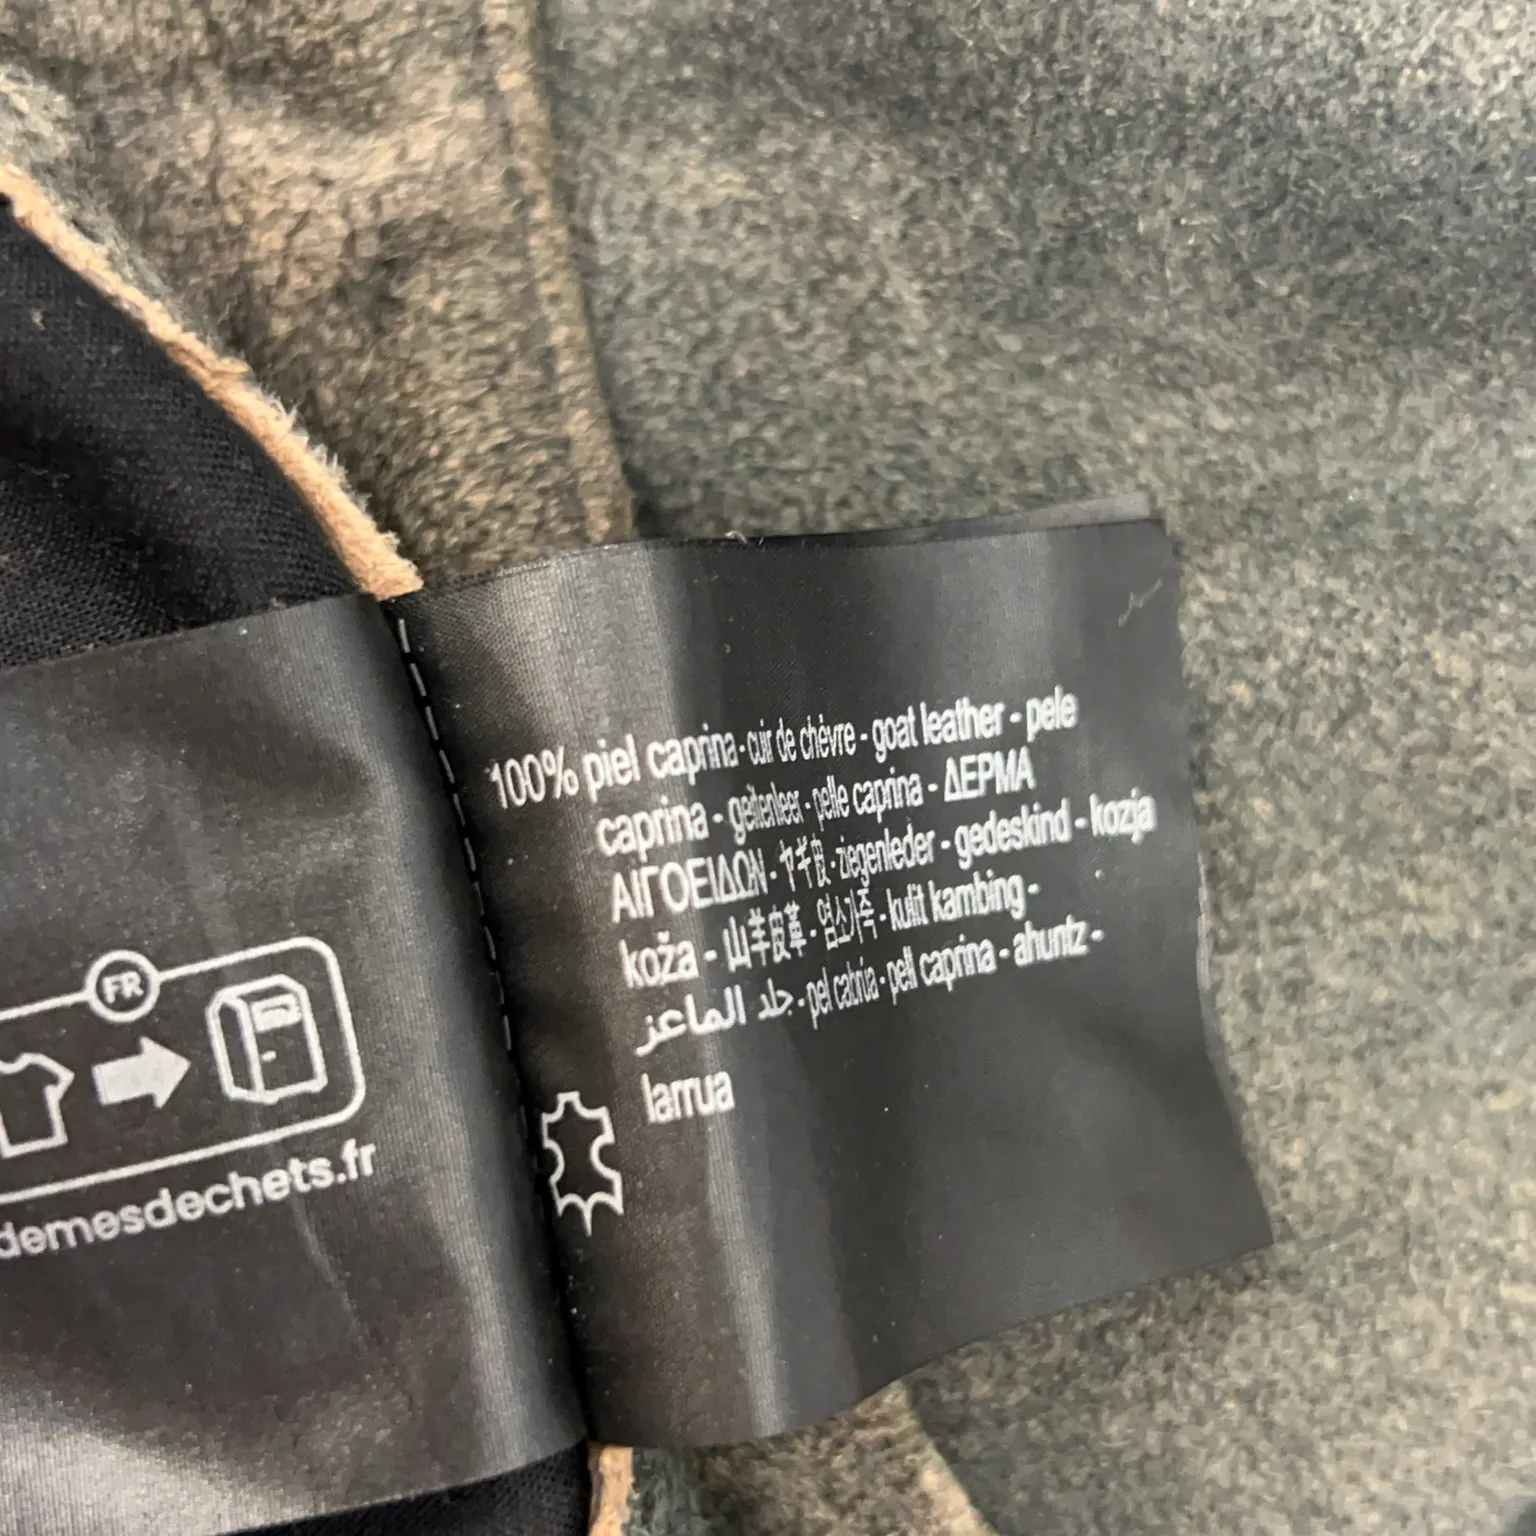 100% piel caprina - cuir de chèvre - goat leather - pele
caprina - geitenleer - pelle caprina - ΔΕΡΜΑ
ΑΙΓΟΕΙΔΩΝ - ヤギ皮 - ziegenleder - gedeskind - kozja
koža - 山羊皮革 - 염소가죽 - kulit kambing -
جلد الماعز - pel cabrúa - pell caprina - ahuntz -
larrua
FR
demesdechets.fr